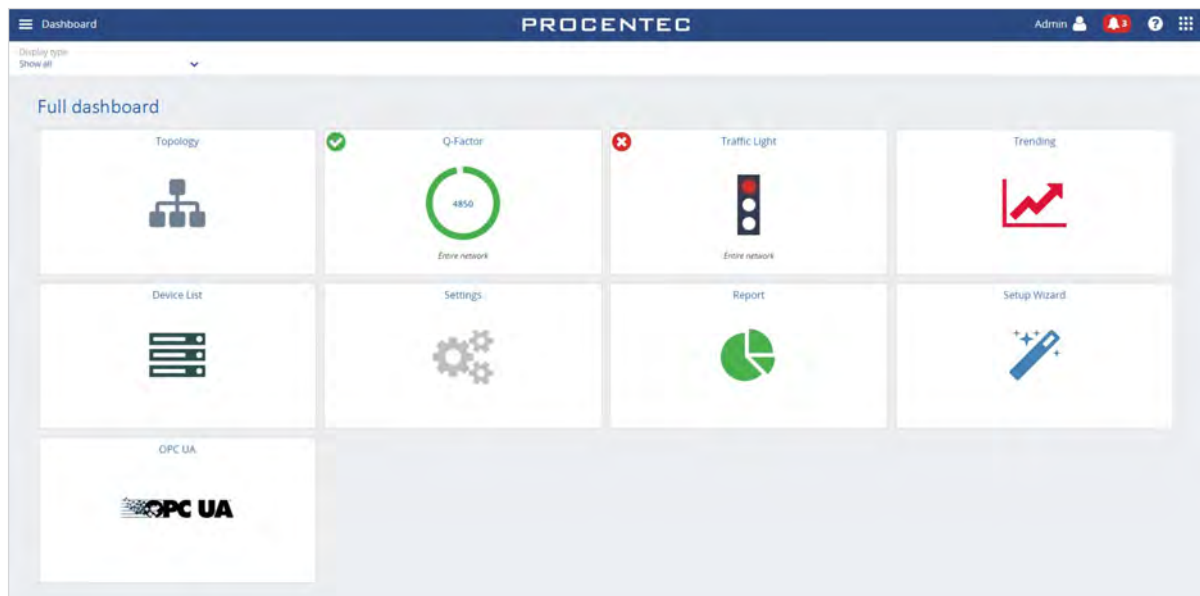 Dashboard
PROCENTEC
Admin
3
?
Display type
Show all
Full dashboard
Topology
Q-Factor
Traffic Light
Trending
4850
Entire network
Entire network
Device List
Settings
Report
Setup Wizard
OPC UA
OPC UA